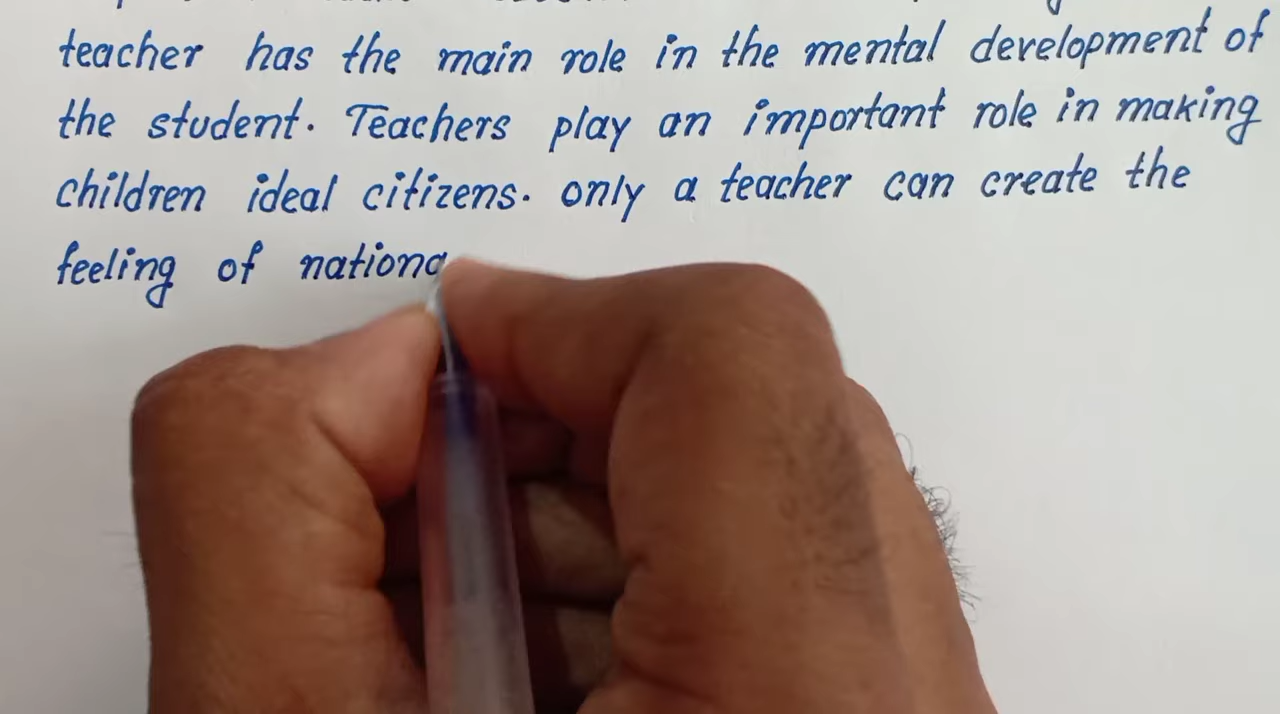 teacher has the main role in the mental development of
the student. Teachers play an important role in making
children ideal citizens. only a teacher can create the
feeling of nationa